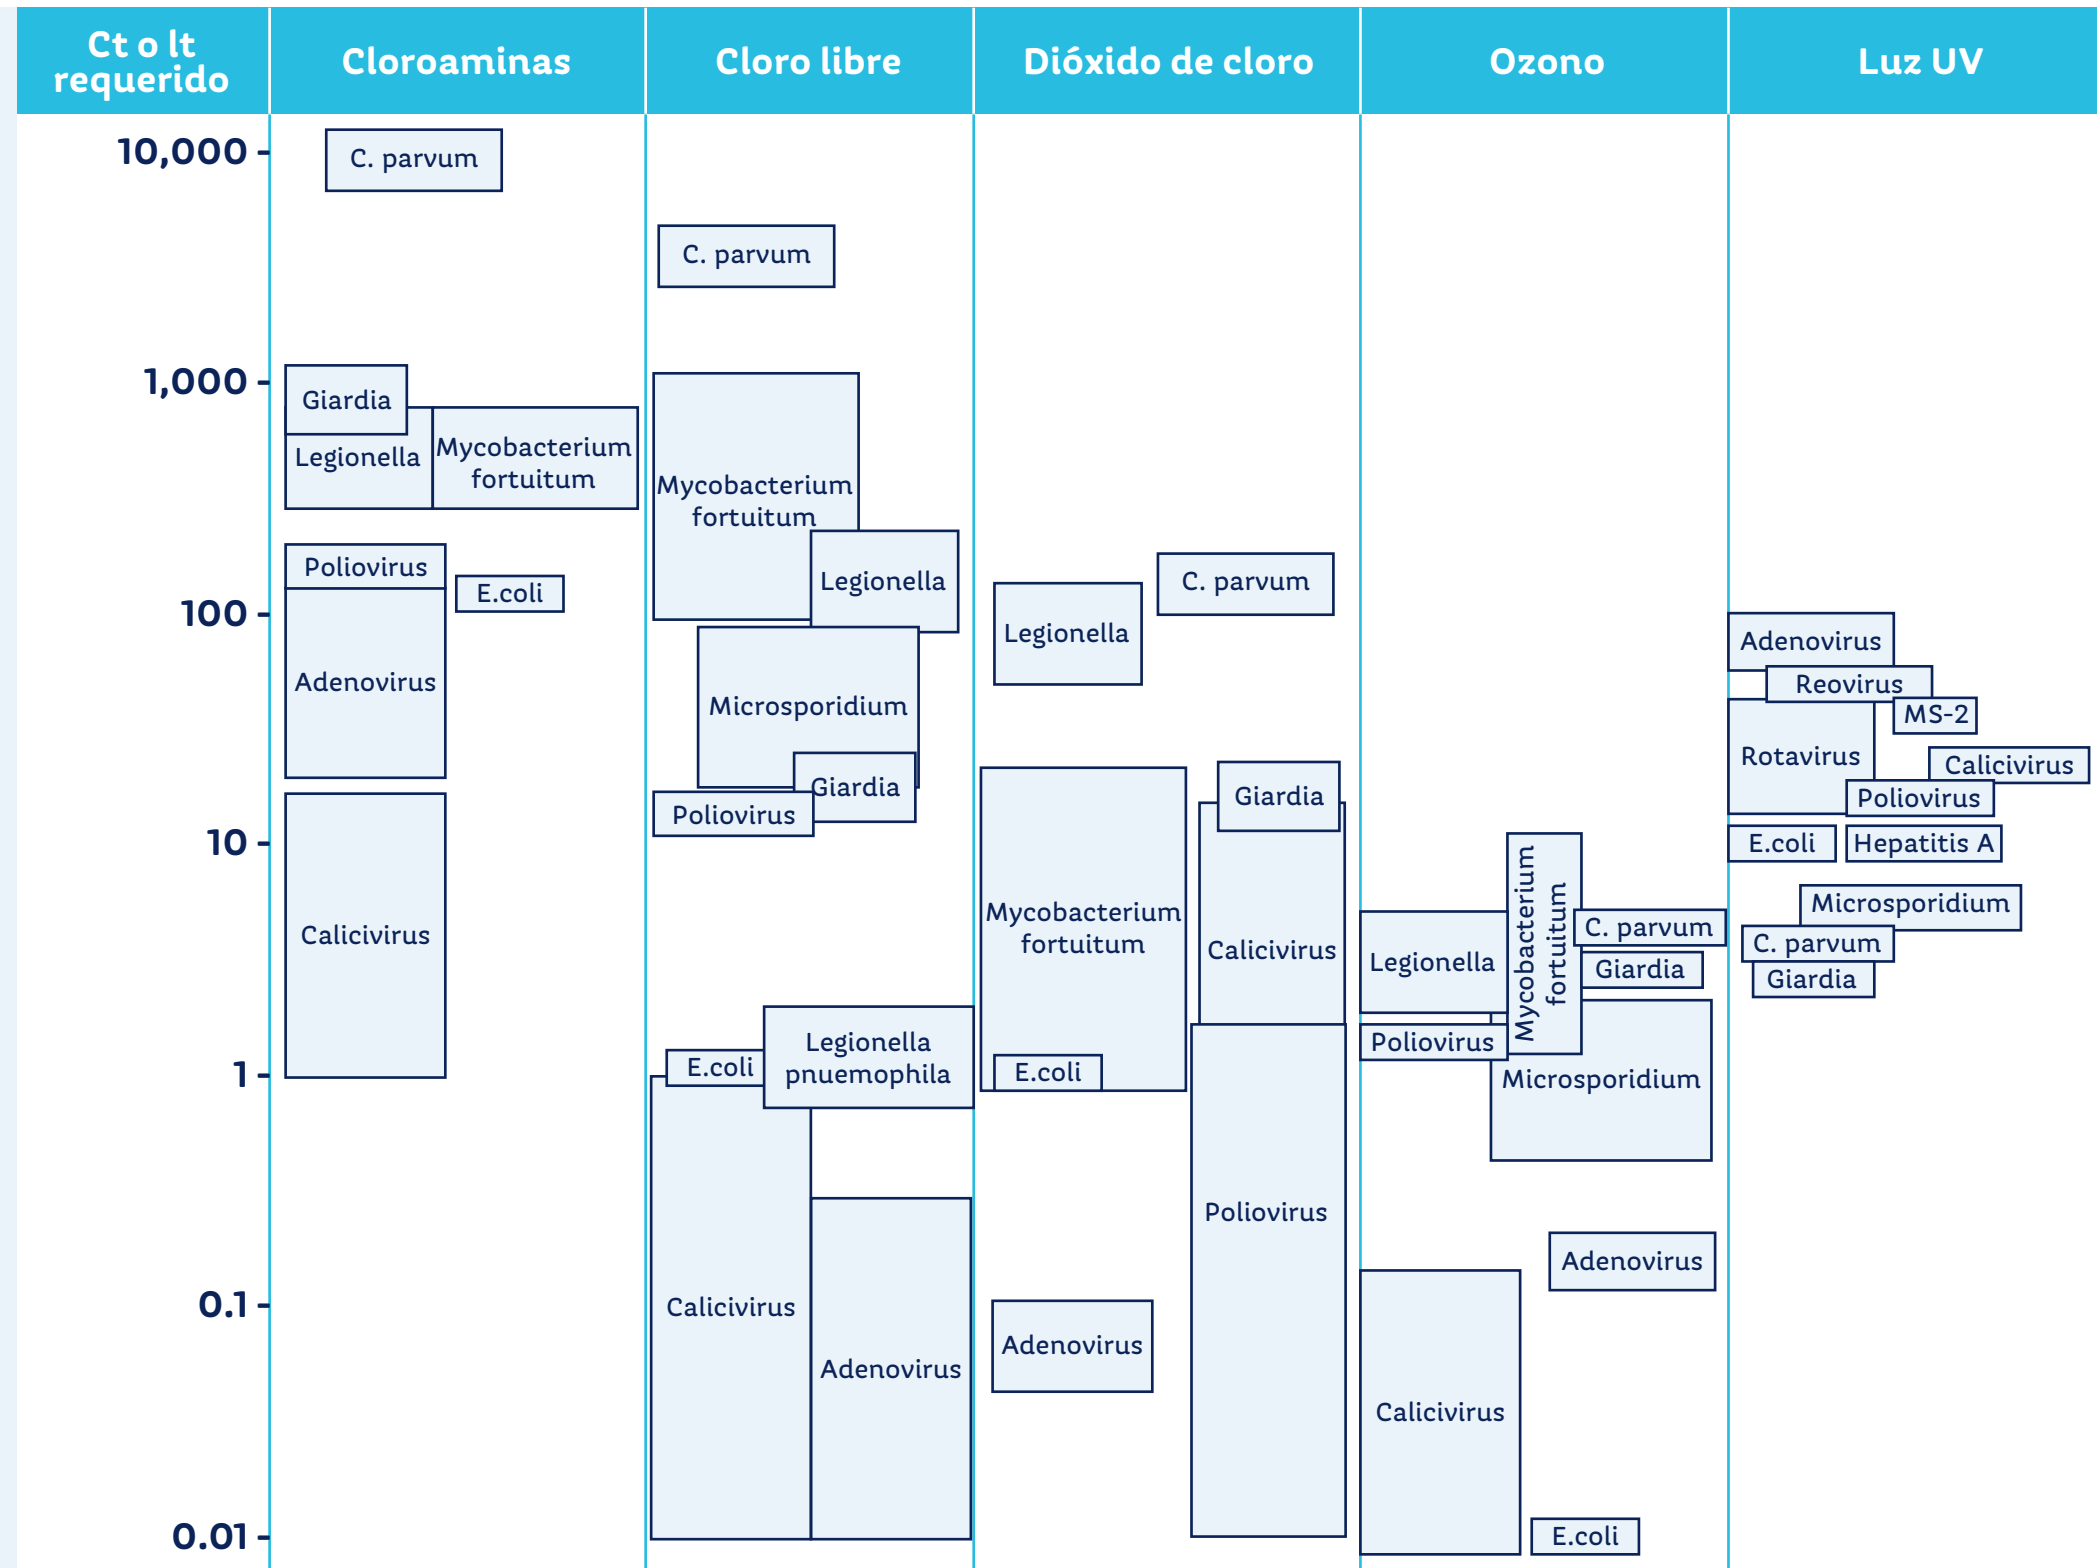 Ct o lt
requerido
Cloroaminas
Cloro libre
Dióxido de cloro
Ozono
Luz UV
10,000
1,000
100
10
1
0.1
0.01
C. parvum
Giardia
Legionella
Mycobacterium
fortuitum
Poliovirus
E.coli
Adenovirus
Calicivirus
C. parvum
Mycobacterium
fortuitum
Legionella
Microsporidium
Giardia
Poliovirus
Legionella
pnuemophila
E.coli
Calicivirus
Adenovirus
C. parvum
Legionella
Giardia
Mycobacterium
fortuitum
Calicivirus
E.coli
Poliovirus
Adenovirus
Mycobacterium
fortuitum
C. parvum
Legionella
Giardia
Poliovirus
Microsporidium
Adenovirus
Calicivirus
E.coli
Adenovirus
Reovirus
MS-2
Rotavirus
Calicivirus
Poliovirus
E.coli
Hepatitis A
Microsporidium
C. parvum
Giardia